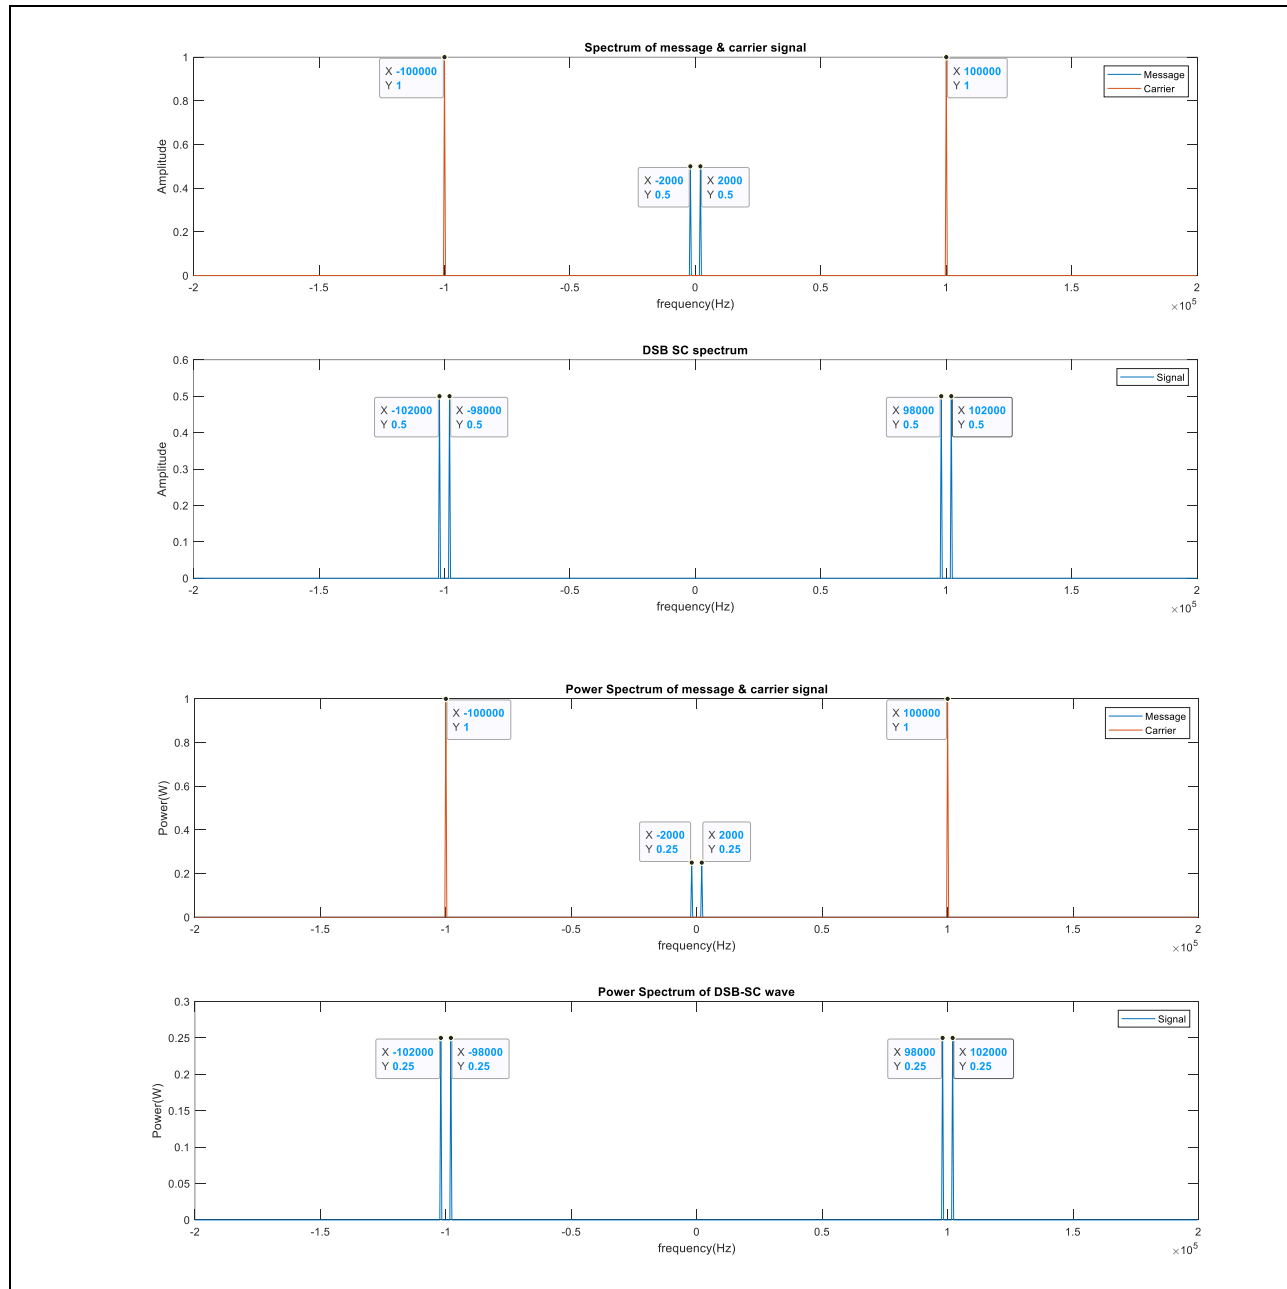 Spectrum of message & carrier signal
1
0.8
0.6
0.4
0.2
0
Amplitude
X -100000
Y 1
X 100000
Y 1
X -2000
Y 0.5
X 2000
Y 0.5
Message
Carrier
-2 -1.5 -1 -0.5 0 0.5 1 1.5 2
frequency(Hz)
×10^5
DSB SC spectrum
0.6
0.5
0.4
0.3
0.2
0.1
0
Amplitude
X -102000
Y 0.5
X -98000
Y 0.5
X 98000
Y 0.5
X 102000
Y 0.5
Signal
-2 -1.5 -1 -0.5 0 0.5 1 1.5 2
frequency(Hz)
×10^5
Power Spectrum of message & carrier signal
1
0.8
0.6
0.4
0.2
0
Power(W)
X -100000
Y 1
X 100000
Y 1
X -2000
Y 0.25
X 2000
Y 0.25
Message
Carrier
-2 -1.5 -1 -0.5 0 0.5 1 1.5 2
frequency(Hz)
×10^5
Power Spectrum of DSB-SC wave
0.3
0.25
0.2
0.15
0.1
0.05
0
Power(W)
X -102000
Y 0.25
X -98000
Y 0.25
X 98000
Y 0.25
X 102000
Y 0.25
Signal
-2 -1.5 -1 -0.5 0 0.5 1 1.5 2
frequency(Hz)
×10^5